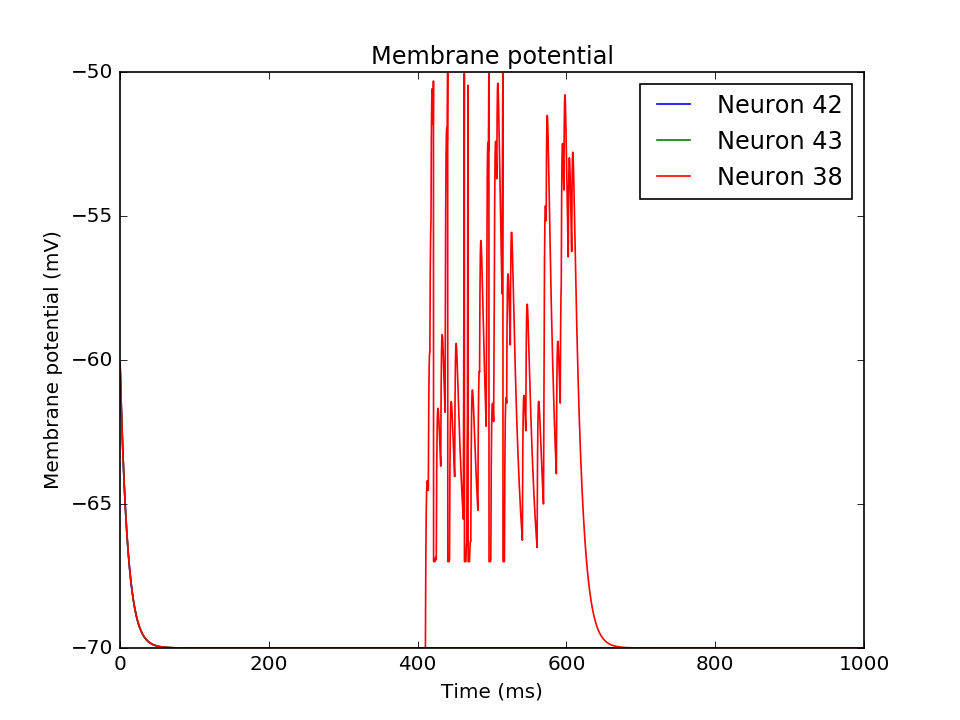 Membrane potential
−50
−55
−60
−65
−70
Membrane potential (mV)
Neuron 42
Neuron 43
Neuron 38
0
200
400
600
800
1000
Time (ms)